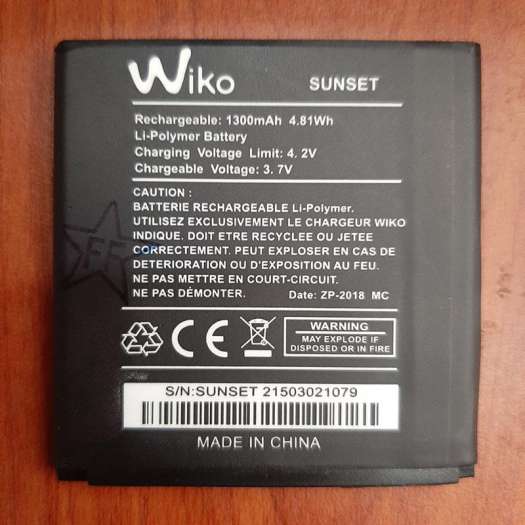 Wiko SUNSET
Rechargeable: 1300mAh 4.81Wh
Li-Polymer Battery
Charging Voltage Limit: 4.2V
Chargeable Voltage: 3.7V
CAUTION :
BATTERIE RECHARGEABLE Li-Polymer.
UTILISEZ EXCLUSIVEMENT LE CHARGEUR WIKO
INDIQUE. DOIT ETRE RECYCLEE OU JETEE
CORRECTEMENT. PEUT EXPLOSER EN CAS DE
DETERIORATION OU D'EXPOSITION AU FEU.
NE PAS METTRE EN COURT-CIRCUIT.
NE PAS DÉMONTER. Date: ZP-2018 MC
CE
WARNING
MAY EXPLODE IF
DISPOSED OR IN FIRE
S/N:SUNSET 21503021079
MADE IN CHINA